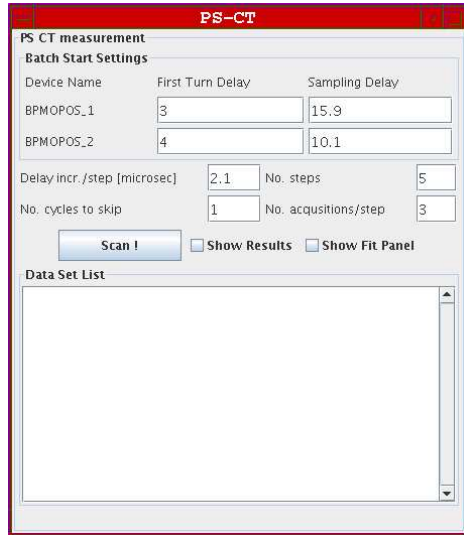 PS-CT
PS CT measurement
Batch Start Settings
Device Name First Turn Delay Sampling Delay
BPMOPOS_1 3 15.9
BPMOPOS_2 4 10.1
Delay incr./step [microsec] 2.1 No. steps 5
No. cycles to skip 1 No. acqusitions/step 3
Scan ! Show Results Show Fit Panel
Data Set List